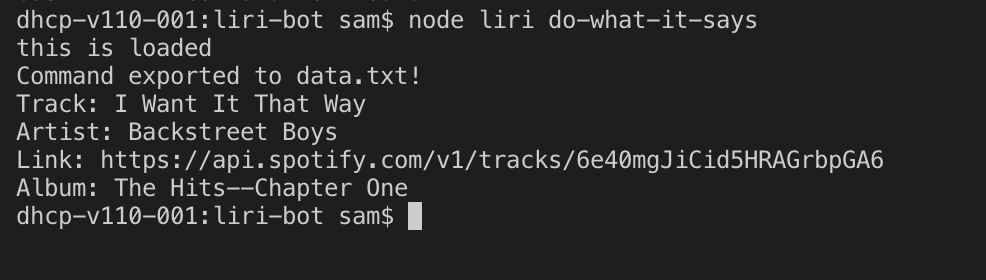 dhcp-v110-001:liri-bot sam$ node liri do-what-it-says
this is loaded
Command exported to data.txt!
Track: I Want It That Way
Artist: Backstreet Boys
Link: https://api.spotify.com/v1/tracks/6e40mgJiCid5HRAGrbpGA6
Album: The Hits--Chapter One
dhcp-v110-001:liri-bot sam$